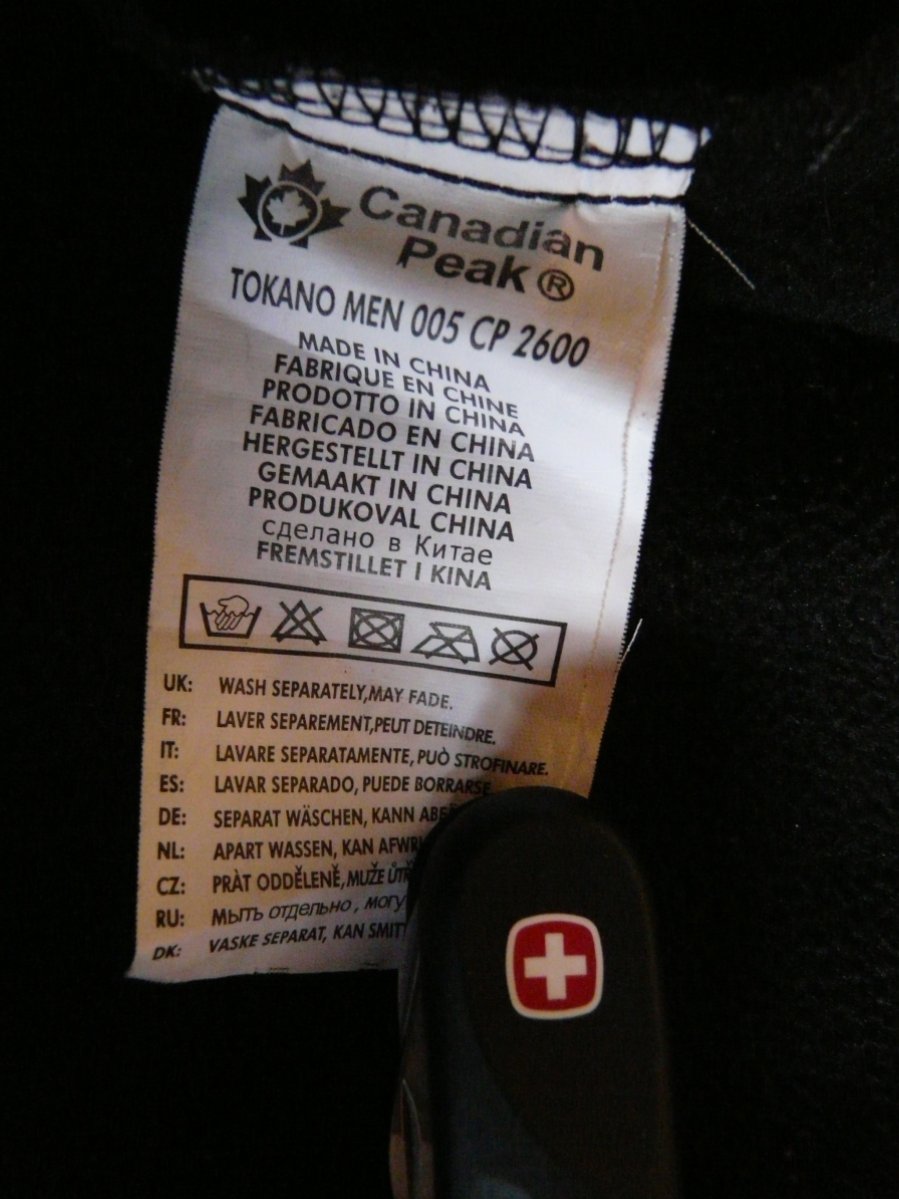 Canadian
Peak®
TOKANO MEN 005 CP 2600
MADE IN CHINA
FABRIQUE EN CHINE
PRODOTTO IN CHINA
FABRICADO EN CHINA
HERGESTELLT IN CHINA
GEMAAKT IN CHINA
PRODUKOVAL CHINA
сделано в Китае
FREMSTILLET I KINA
UK: WASH SEPARATELY,MAY FADE.
FR: LAVER SEPAREMENT,PEUT DETEINDRE.
IT: LAVARE SEPARATAMENTE, PUÒ STROFINARE.
ES: LAVAR SEPARADO, PUEDE BORRARSE
DE: SEPARAT WÄSCHEN, KANN
NL: APART WASSEN, KAN
CZ: PRÀT ODDĚLENĚ,MUŽE
RU: Мыть отдельно, могу
DK: VASKE SEPARAT, KAN